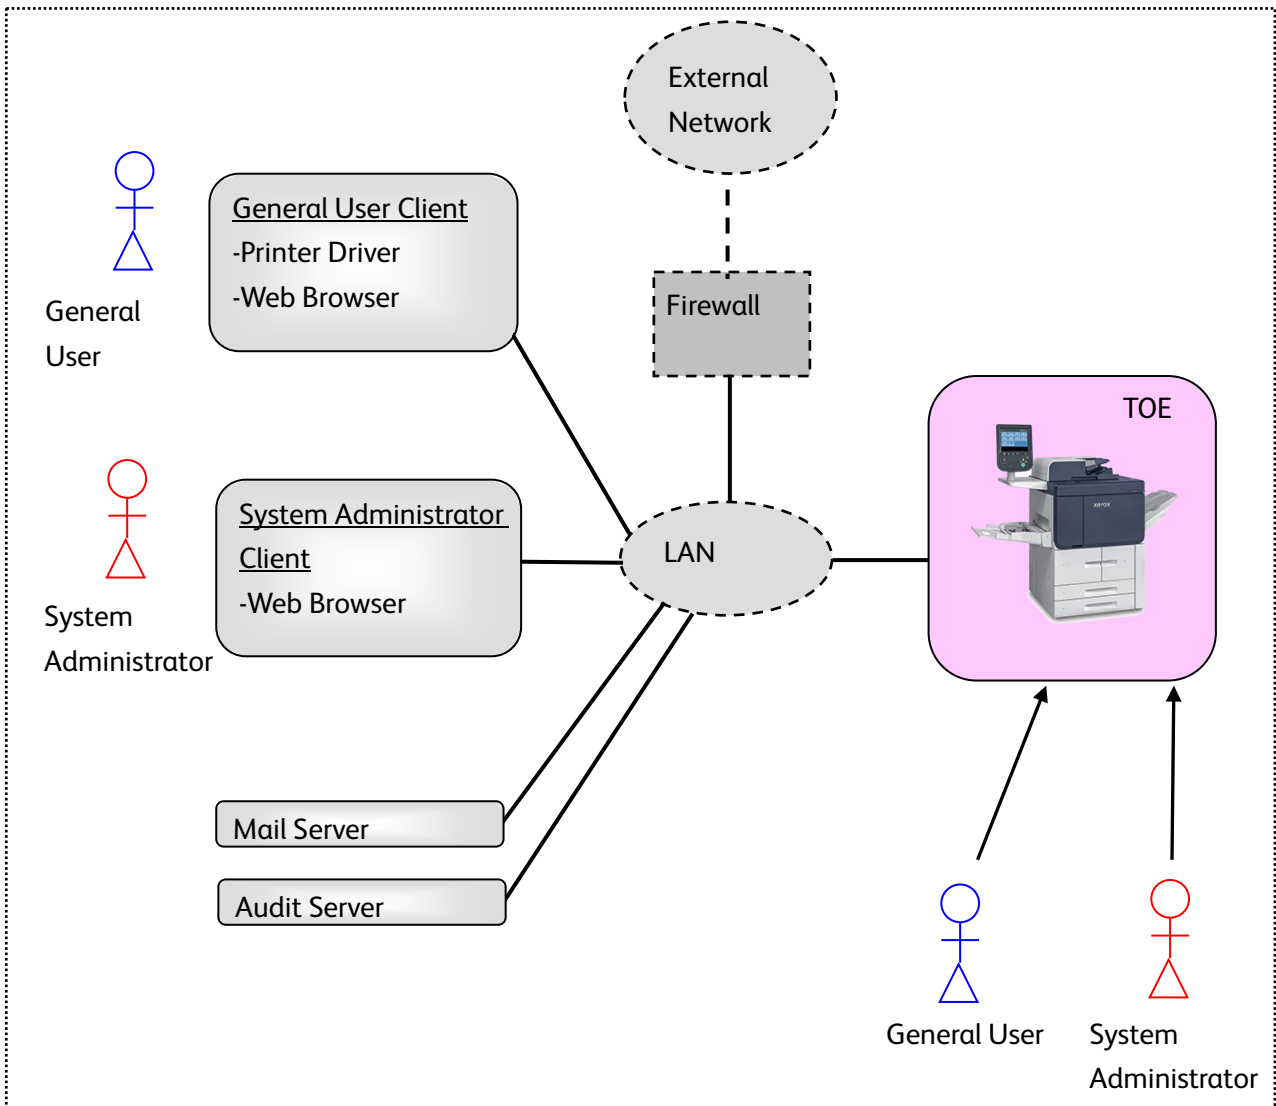 External
Network
General User Client
-Printer Driver
-Web Browser
General
User
Firewall
TOE
xerox
System Administrator
Client
-Web Browser
LAN
System
Administrator
Mail Server
Audit Server
General User
System
Administrator